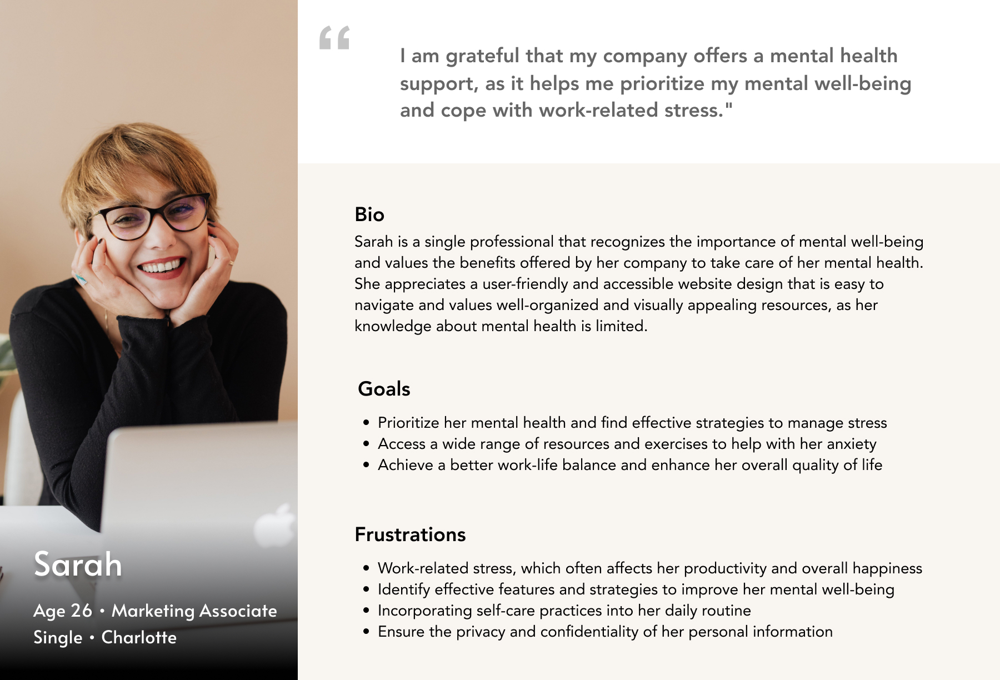 “
I am grateful that my company offers a mental health
support, as it helps me prioritize my mental well-being
and cope with work-related stress."
Bio
Sarah is a single professional that recognizes the importance of mental well-being
and values the benefits offered by her company to take care of her mental health.
She appreciates a user-friendly and accessible website design that is easy to
navigate and values well-organized and visually appealing resources, as her
knowledge about mental health is limited.
Goals
• Prioritize her mental health and find effective strategies to manage stress
• Access a wide range of resources and exercises to help with her anxiety
• Achieve a better work-life balance and enhance her overall quality of life
Frustrations
• Work-related stress, which often affects her productivity and overall happiness
• Identify effective features and strategies to improve her mental well-being
• Incorporating self-care practices into her daily routine
• Ensure the privacy and confidentiality of her personal information
Sarah
Age 26 • Marketing Associate
Single • Charlotte